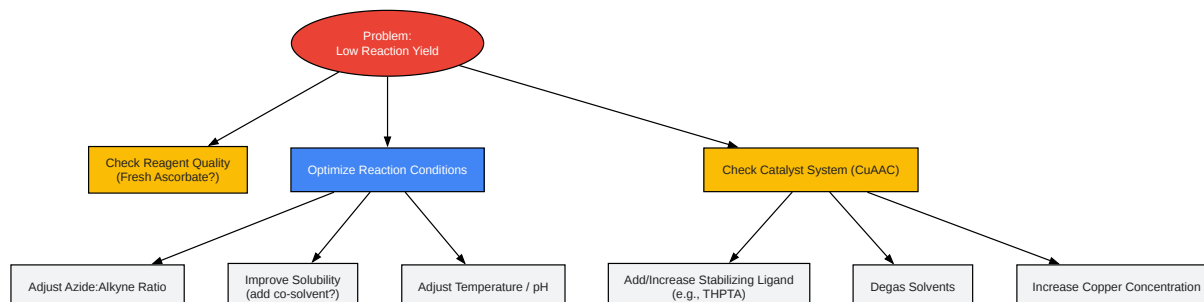 Problem:
Low Reaction Yield
Check Reagent Quality
(Fresh Ascorbate?)
Optimize Reaction Conditions
Check Catalyst System (CuAAC)
Adjust Azide:Alkyne Ratio
Improve Solubility
(add co-solvent?)
Adjust Temperature / pH
Add/Increase Stabilizing Ligand
(e.g., THPTA)
Degas Solvents
Increase Copper Concentration